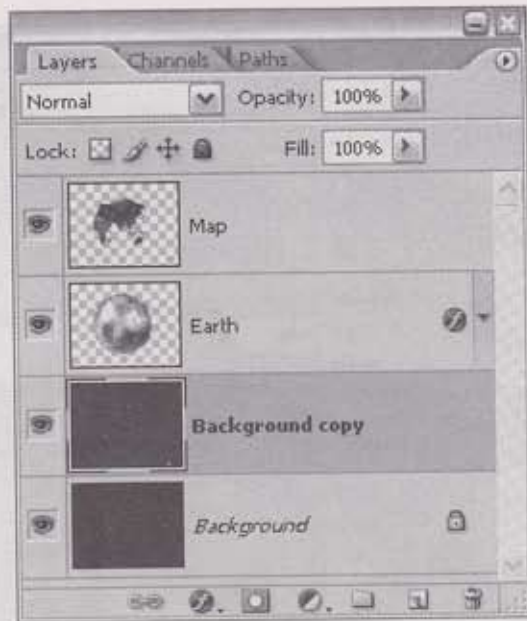 Layers Channels Paths
Normal Opacity: 100%
Lock: Fill: 100%
Map
Earth
Background copy
Background